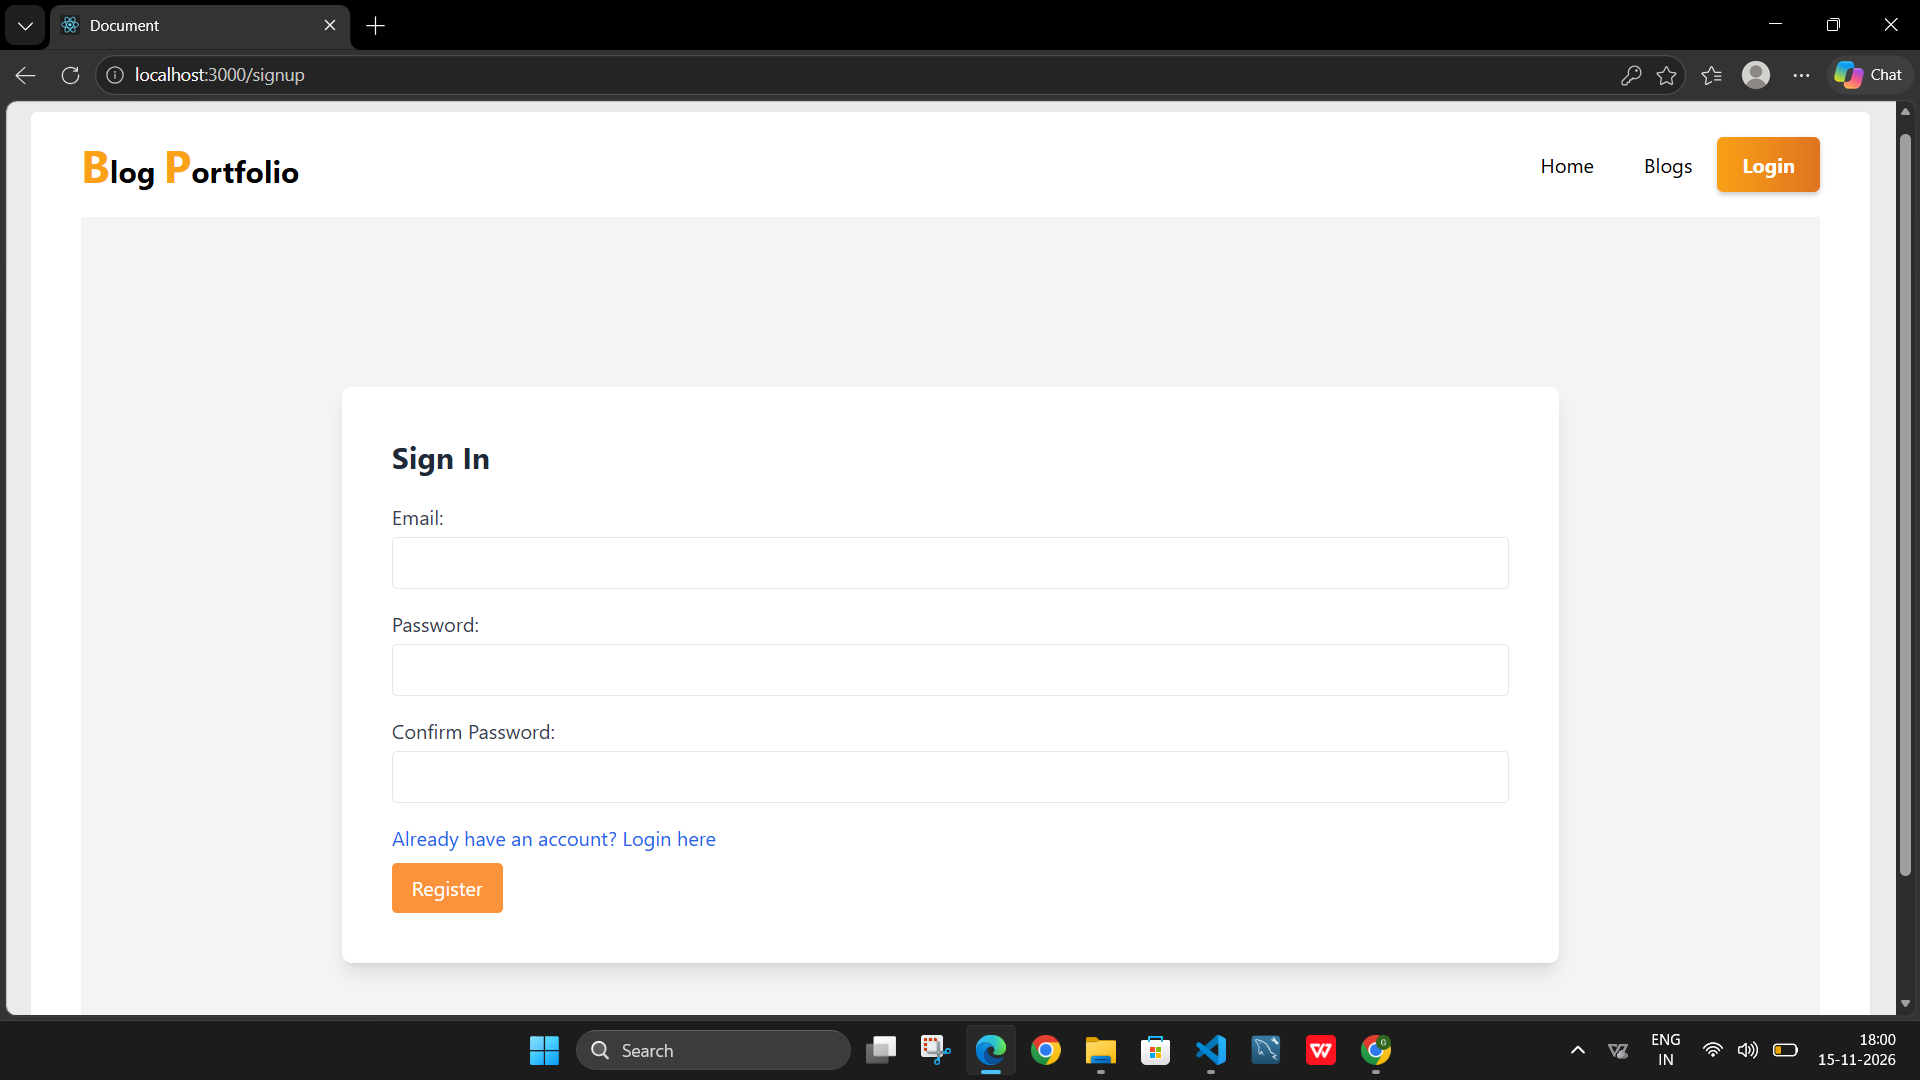 Document
localhost:3000/signup
Chat
Blog Portfolio
Home Blogs Login
Sign In
Email:
Password:
Confirm Password:
Already have an account? Login here
Register
Search
ENG
IN
18:00
15-11-2026